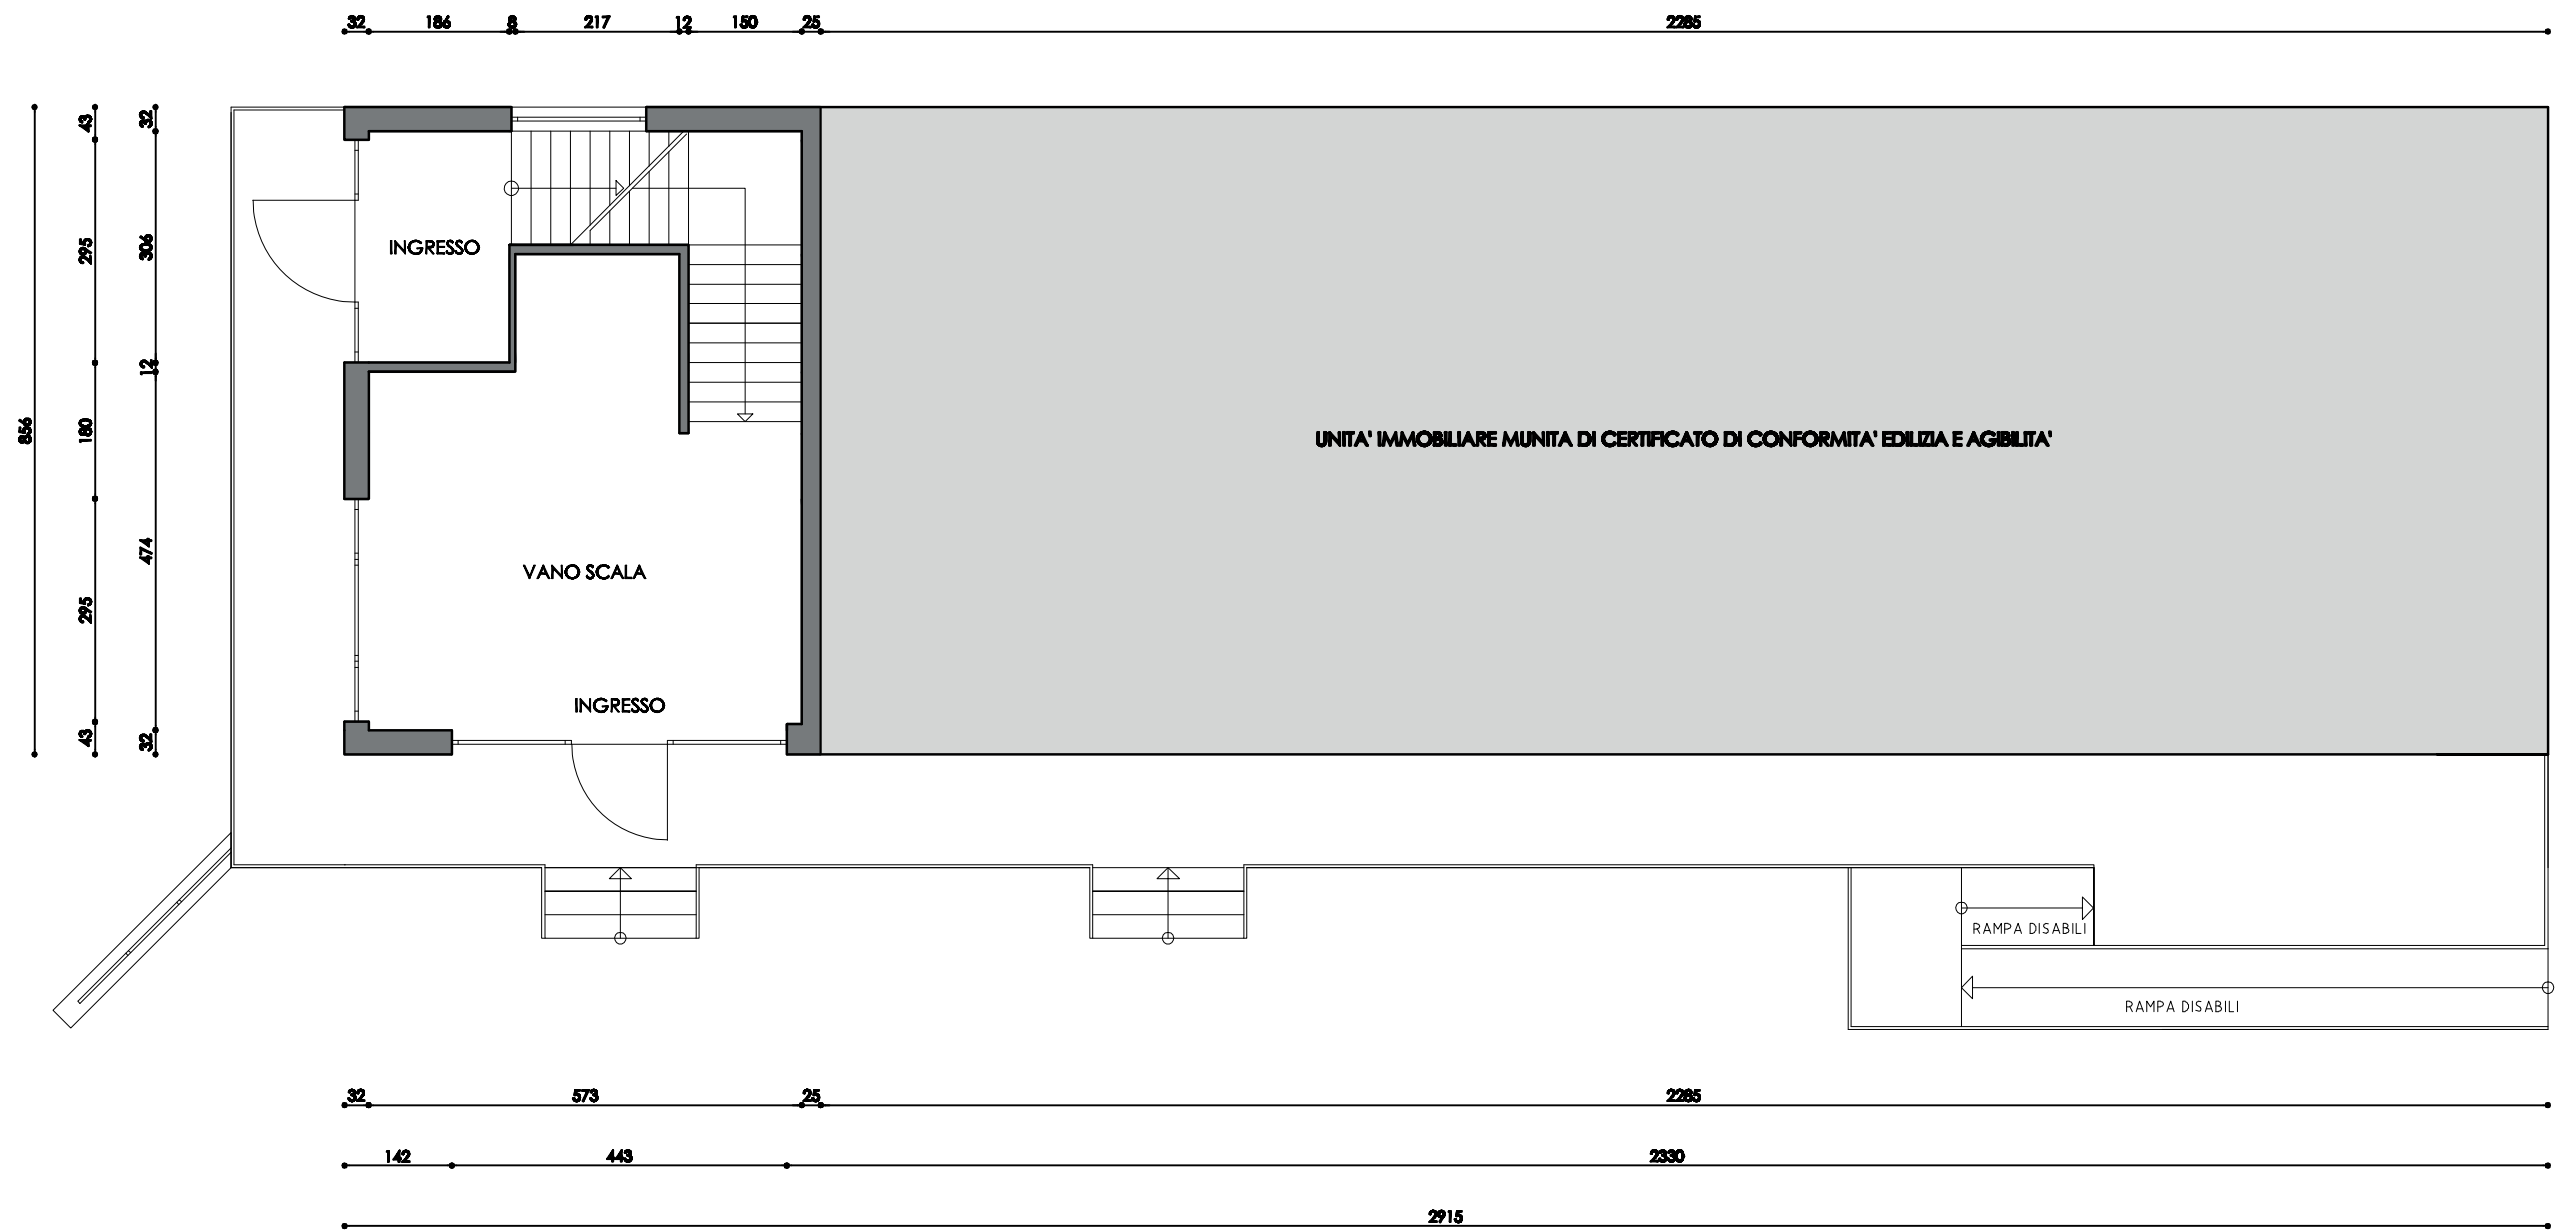 32 186 8 217 12 150 25 2285
43 32
295 306
INGRESSO
12
856 180
UNITA' IMMOBILIARE MUNITA DI CERTIFICATO DI CONFORMITA' EDILIZIA E AGIBILITA'
474
VANO SCALA
295
INGRESSO
43 32
RAMPA DISABILI
RAMPA DISABILI
32 573 25 2285
142 443 2330
2915